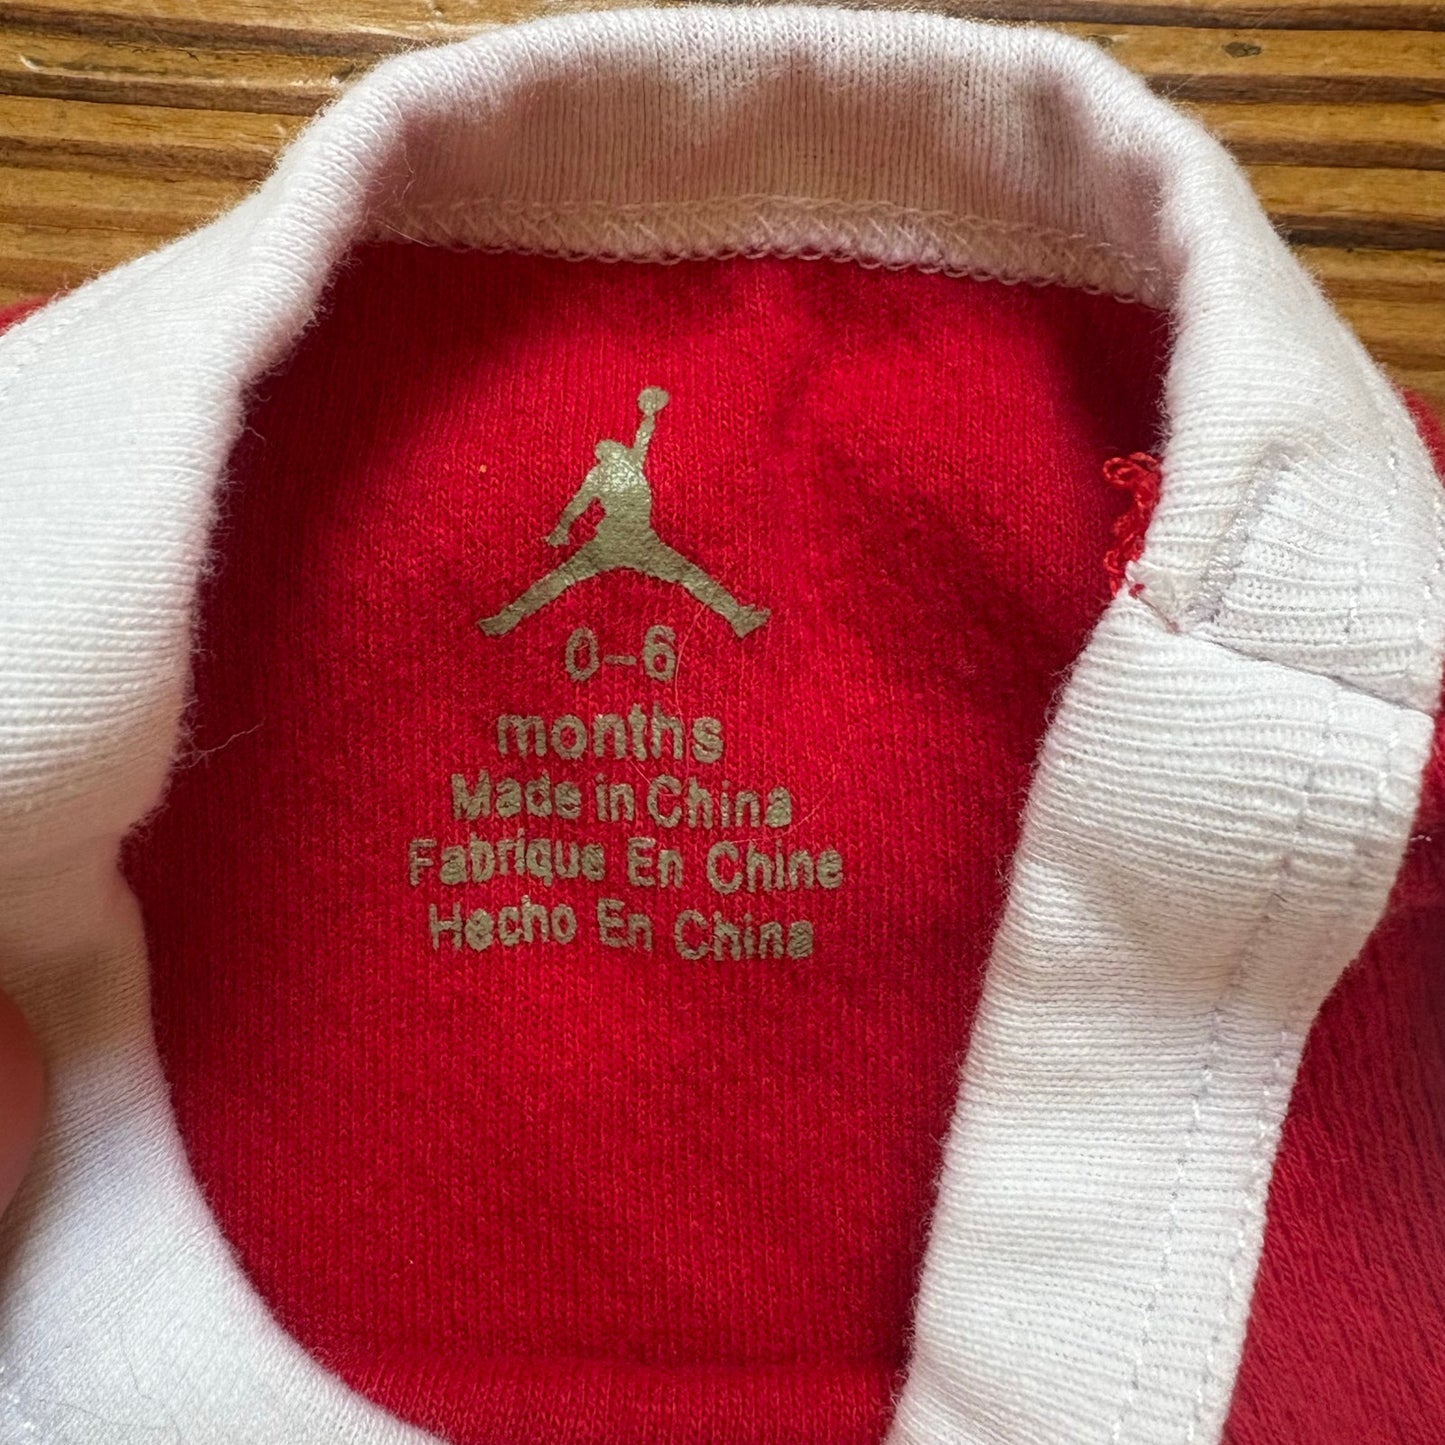 0-6
months
Made in China
Fabrique En Chine
Hecho En China